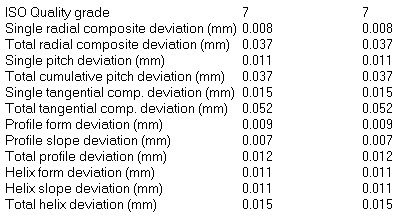 ISO Quality grade 7 7
Single radial composite deviation (mm) 0.008 0.008
Total radial composite deviation (mm) 0.037 0.037
Single pitch deviation (mm) 0.011 0.011
Total cumulative pitch deviation (mm) 0.037 0.037
Single tangential comp. deviation (mm) 0.015 0.015
Total tangential comp. deviation (mm) 0.052 0.052
Profile form deviation (mm) 0.009 0.009
Profile slope deviation (mm) 0.007 0.007
Total profile deviation (mm) 0.012 0.012
Helix form deviation (mm) 0.011 0.011
Helix slope deviation (mm) 0.011 0.011
Total helix deviation (mm) 0.015 0.015